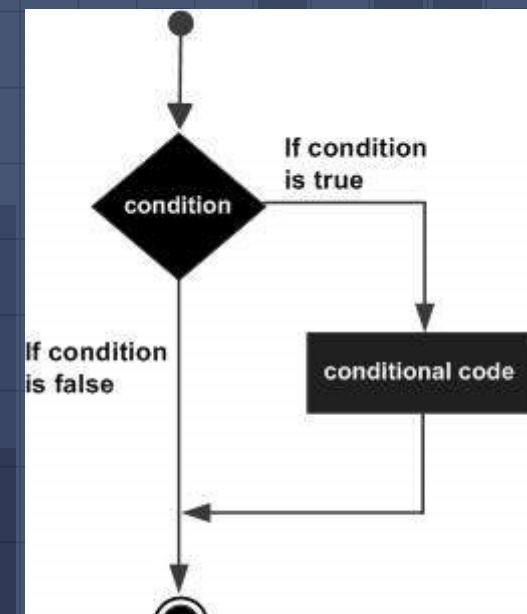 If condition
is true
condition
If condition
is false
conditional code